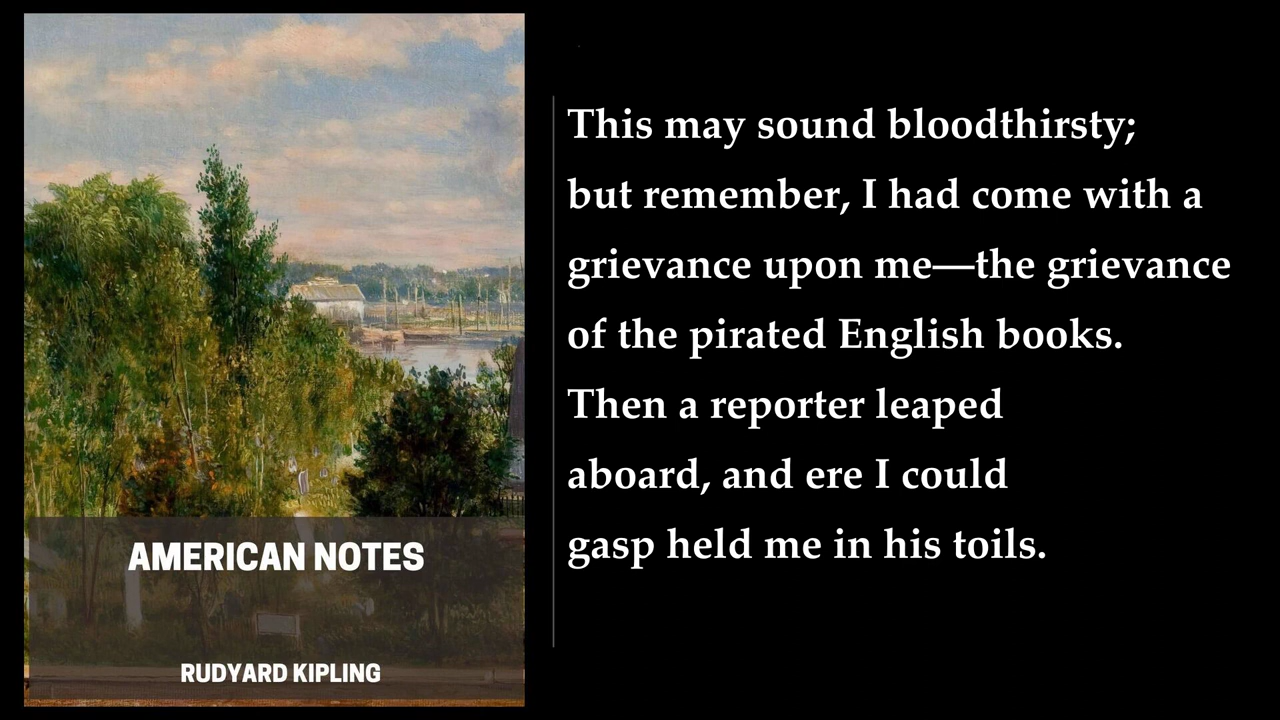 AMERICAN NOTES
RUDYARD KIPLING
This may sound bloodthirsty;
but remember, I had come with a
grievance upon me—the grievance
of the pirated English books.
Then a reporter leaped
aboard, and ere I could
gasp held me in his toils.